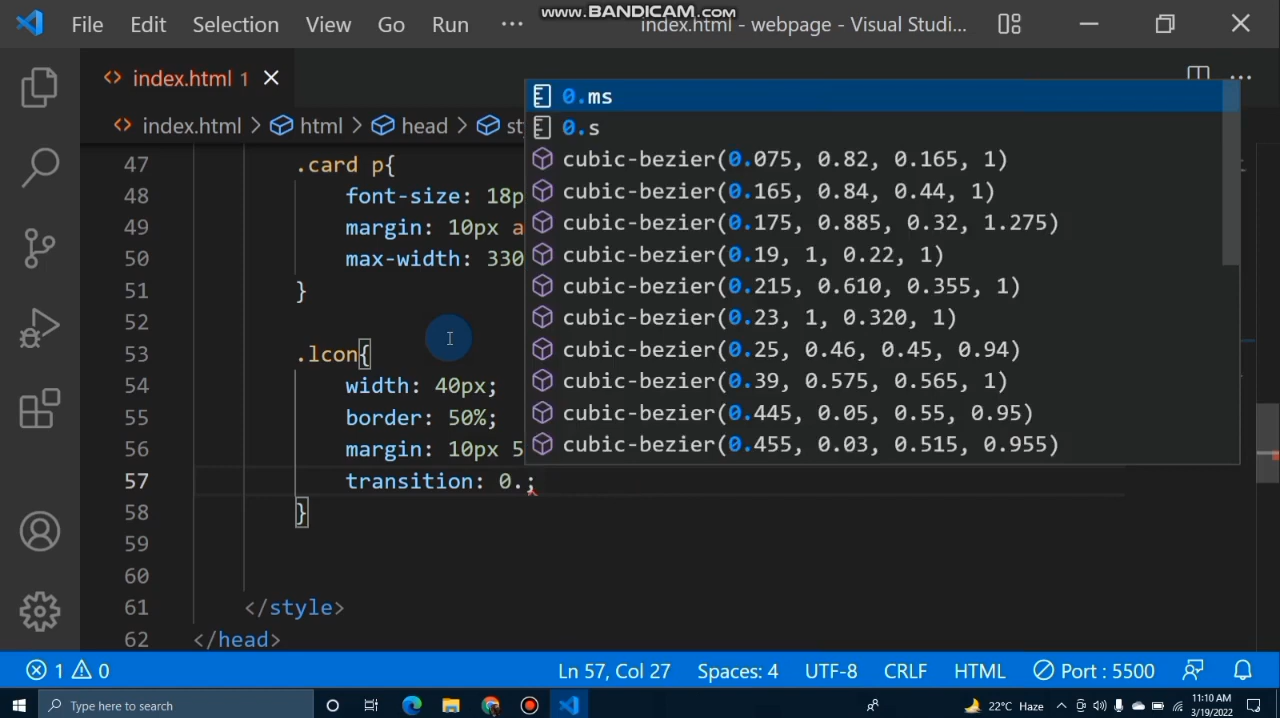 www.BANDICAM.com
File Edit Selection View Go Run ··· index.html - webpage - Visual Studi...
index.html 1
index.html > html > head > st
47 .card p{
48 font-size: 18p
49 margin: 10px a
50 max-width: 330
51 }
52
53 .lcon{
54 width: 40px;
55 border: 50%;
56 margin: 10px 5
57 transition: 0.;
58 }
59
60
61 </style>
62 </head>
0.ms
0.s
cubic-bezier(0.075, 0.82, 0.165, 1)
cubic-bezier(0.165, 0.84, 0.44, 1)
cubic-bezier(0.175, 0.885, 0.32, 1.275)
cubic-bezier(0.19, 1, 0.22, 1)
cubic-bezier(0.215, 0.610, 0.355, 1)
cubic-bezier(0.23, 1, 0.320, 1)
cubic-bezier(0.25, 0.46, 0.45, 0.94)
cubic-bezier(0.39, 0.575, 0.565, 1)
cubic-bezier(0.445, 0.05, 0.55, 0.95)
cubic-bezier(0.455, 0.03, 0.515, 0.955)
1 0 Ln 57, Col 27 Spaces: 4 UTF-8 CRLF HTML Port : 5500
Type here to search 22°C Haze 11:10 AM
3/19/2022